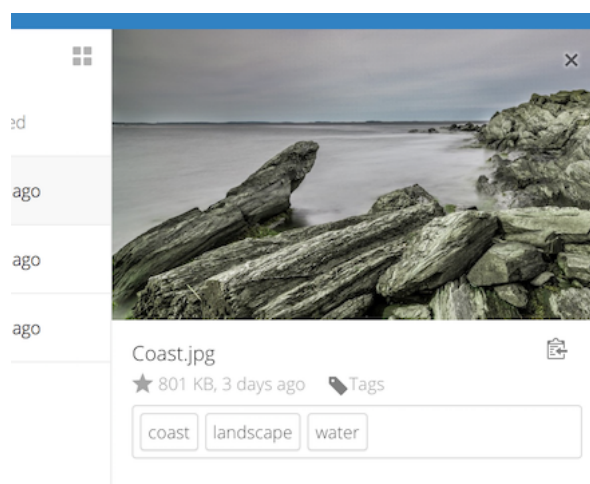 ed
ago
ago
ago
Coast.jpg
801 KB, 3 days ago Tags
coast landscape water